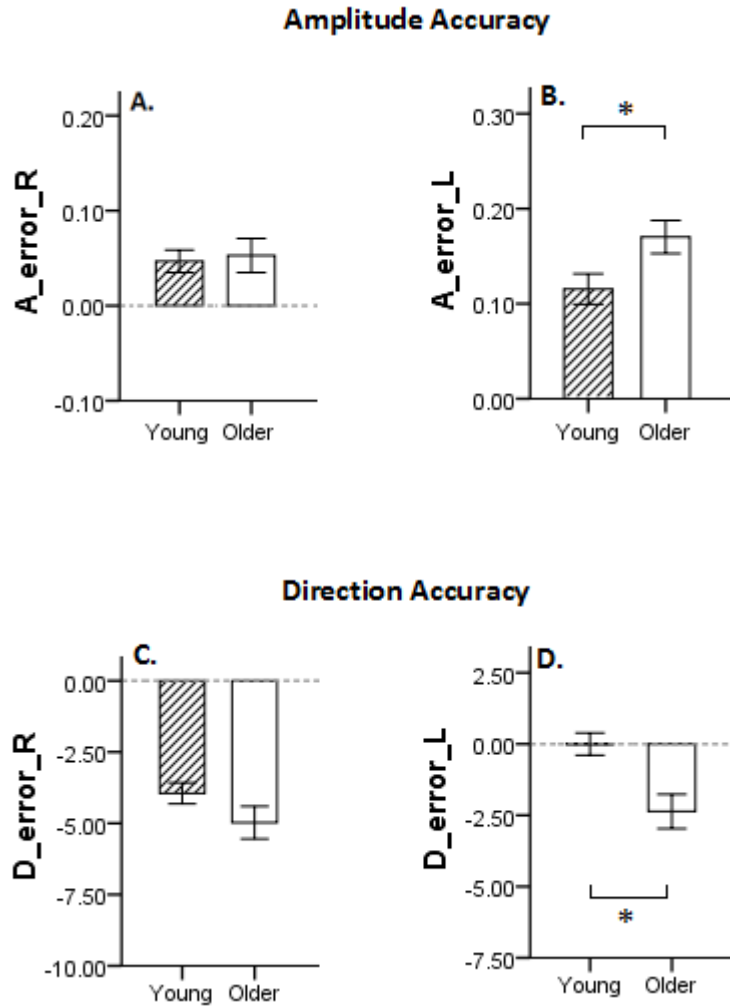 Amplitude Accuracy
A.
0.20
0.10
0.00
-0.10
A_error_R
Young Older
B.
*
0.30
0.20
0.10
0.00
A_error_L
Young Older
Direction Accuracy
C.
0.00
-2.50
-5.00
-7.50
-10.00
D_error_R
Young Older
D.
2.50
0.00
-2.50
-5.00
-7.50
D_error_L
*
Young Older